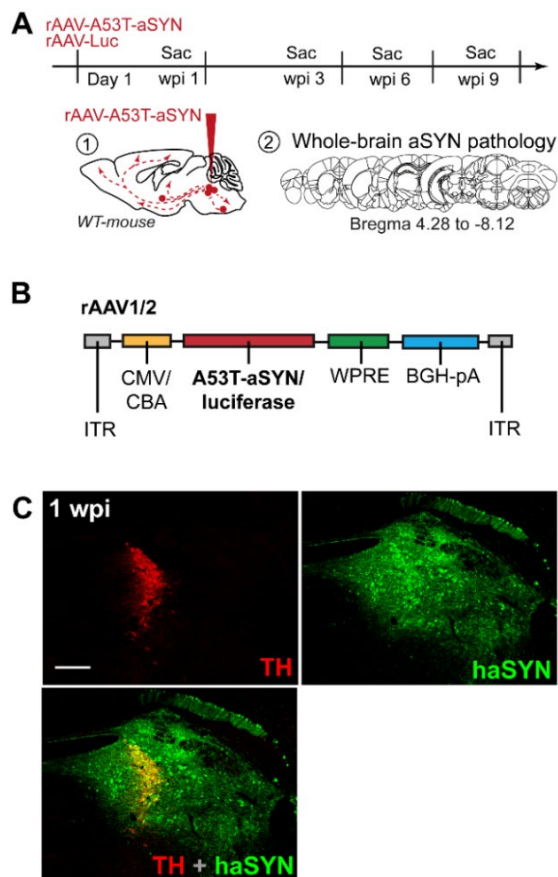 A
rAAV-A53T-aSYN
rAAV-Luc
Sac Sac Sac Sac
Day 1 wpi 1 wpi 3 wpi 6 wpi 9
rAAV-A53T-aSYN
1 2 Whole-brain aSYN pathology
WT-mouse
Bregma 4.28 to -8.12
B
rAAV1/2
CMV/ A53T-aSYN/ WPRE BGH-pA
CBA luciferase
ITR ITR
C
1 wpi
TH
haSYN
TH + haSYN